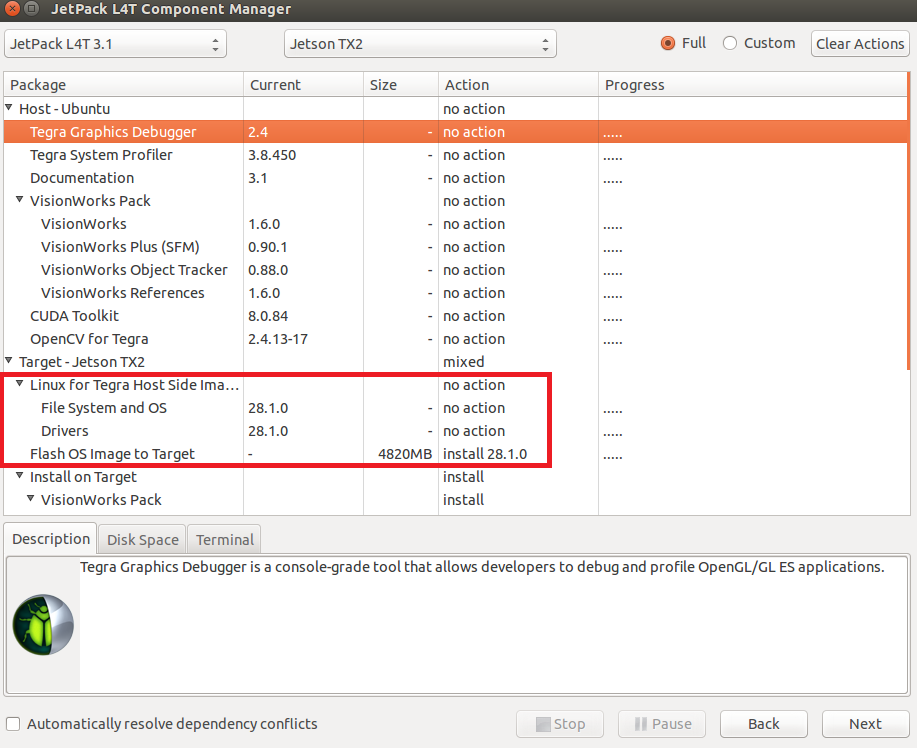 JetPack L4T Component Manager
JetPack L4T 3.1 Jetson TX2 Full Custom Clear Actions
Package Current Size Action Progress
Host - Ubuntu no action
Tegra Graphics Debugger 2.4 - no action .....
Tegra System Profiler 3.8.450 - no action .....
Documentation 3.1 - no action .....
VisionWorks Pack no action
VisionWorks 1.6.0 - no action .....
VisionWorks Plus (SFM) 0.90.1 - no action .....
VisionWorks Object Tracker 0.88.0 - no action .....
VisionWorks References 1.6.0 - no action .....
CUDA Toolkit 8.0.84 - no action .....
OpenCV for Tegra 2.4.13-17 - no action .....
Target - Jetson TX2 mixed
Linux for Tegra Host Side Ima... no action
File System and OS 28.1.0 - no action .....
Drivers 28.1.0 - no action .....
Flash OS Image to Target - 4820MB install 28.1.0 .....
Install on Target install
VisionWorks Pack install
Description Disk Space Terminal
Tegra Graphics Debugger is a console-grade tool that allows developers to debug and profile OpenGL/GL ES applications.
Automatically resolve dependency conflicts Stop Pause Back Next